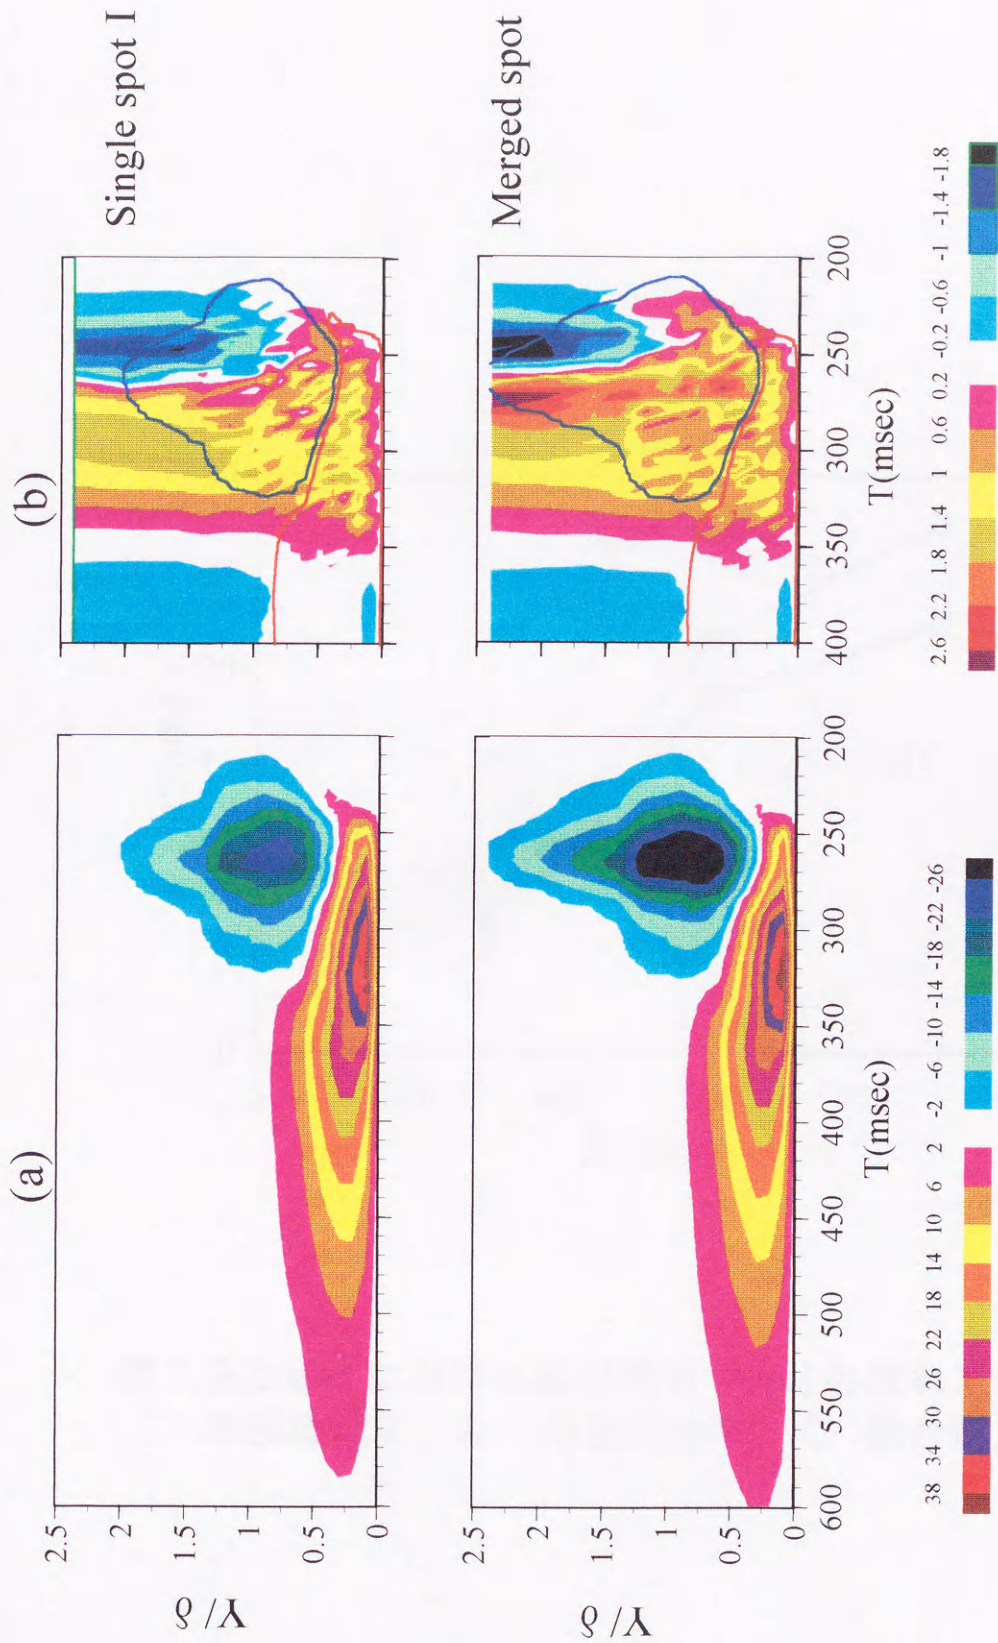 (a)
(b)
Single spot I
Y / δ
2.5
2
1.5
1
0.5
0
Merged spot
Y / δ
2.5
2
1.5
1
0.5
0
600 550 500 450 400 350 300 250 200
T(msec)
400 350 300 250 200
T(msec)
38 34 30 26 22 18 14 10 6 2 -2 -6 -10 -14 -18 -22 -26
2.6 2.2 1.8 1.4 1 0.6 0.2 -0.2 -0.6 -1 -1.4 -1.8